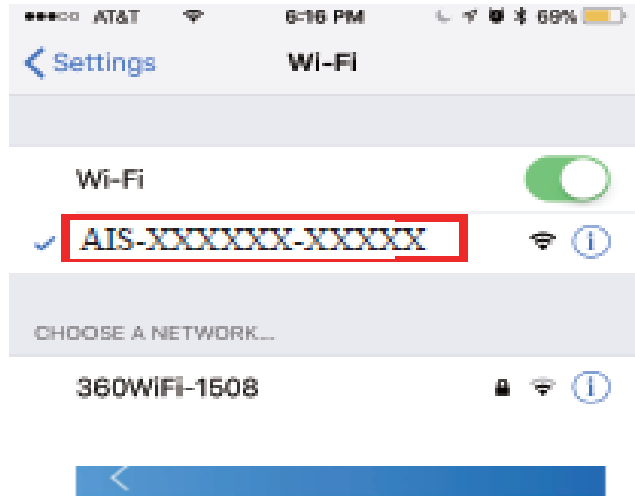 AT&T 6:16 PM 69%
Settings Wi-Fi
Wi-Fi
AIS-XXXXXX-XXXXX
CHOOSE A NETWORK...
360WiFi-1508